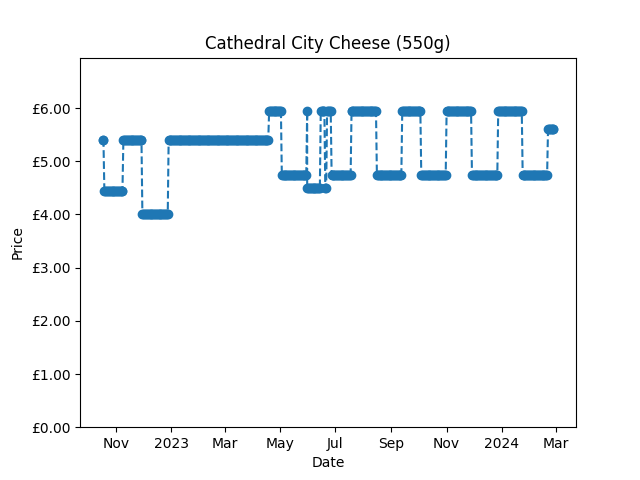 Cathedral City Cheese (550g)
£6.00
£5.00
£4.00
£3.00
£2.00
£1.00
£0.00
Price
Nov 2023 Mar May Jul Sep Nov 2024 Mar
Date